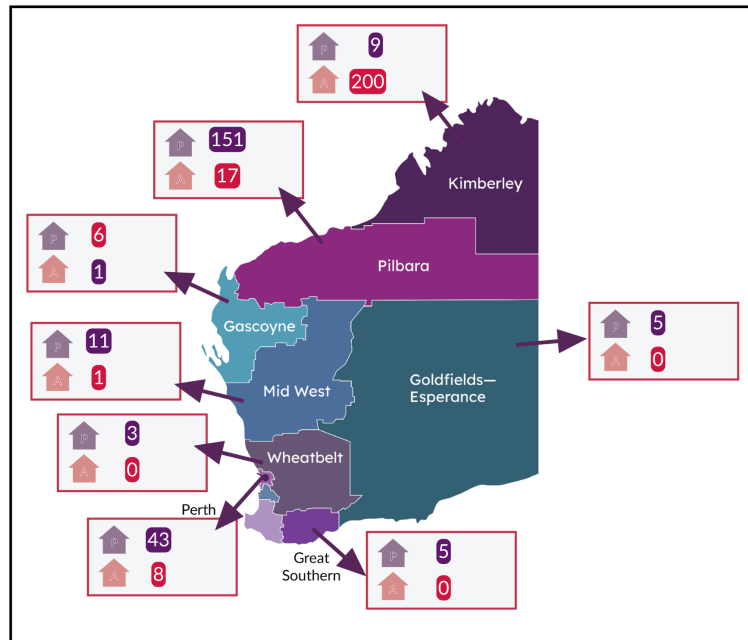 P 9
A 200
P 151
A 17
Kimberley
P 6
A 1
Pilbara
Gascoyne
P 5
A 0
P 11
A 1
Mid West
Goldfields—
Esperance
P 3
A 0
Wheatbelt
Perth
P 43
A 8
Great
Southern
P 5
A 0